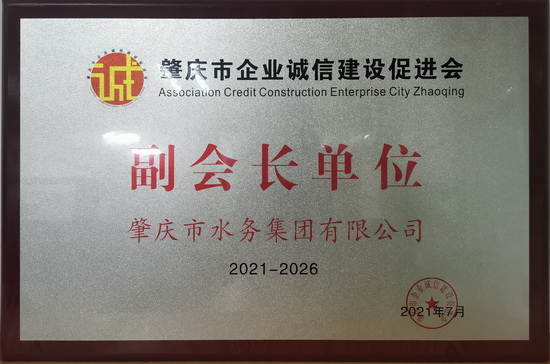 诚
肇庆市企业诚信建设促进会
Association Credit Construction Enterprise City Zhaoqing
副会长单位
肇庆市水务集团有限公司
2021-2026
2021年7月